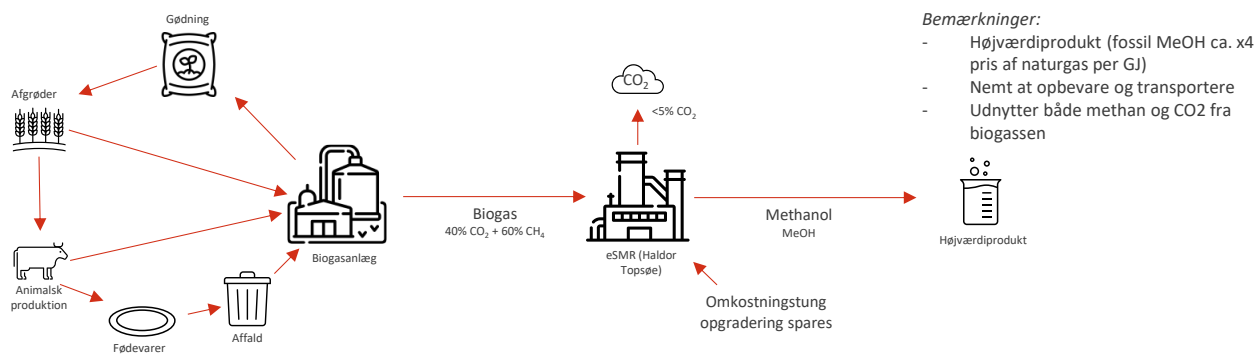 Gødning
Afgrøder
Animalsk
produktion
Fødevarer
Affald
Biogasanlæg
Biogas
40% CO₂ + 60% CH₄
CO₂
<5% CO₂
eSMR (Haldor
Topsøe)
Omkostningstung
opgradering spares
Methanol
MeOH
Bemærkninger:
- Højværdiprodukt (fossil MeOH ca. x4
pris af naturgas per GJ)
- Nemt at opbevare og transportere
- Udnytter både methan og CO2 fra
biogassen
Højværdiprodukt